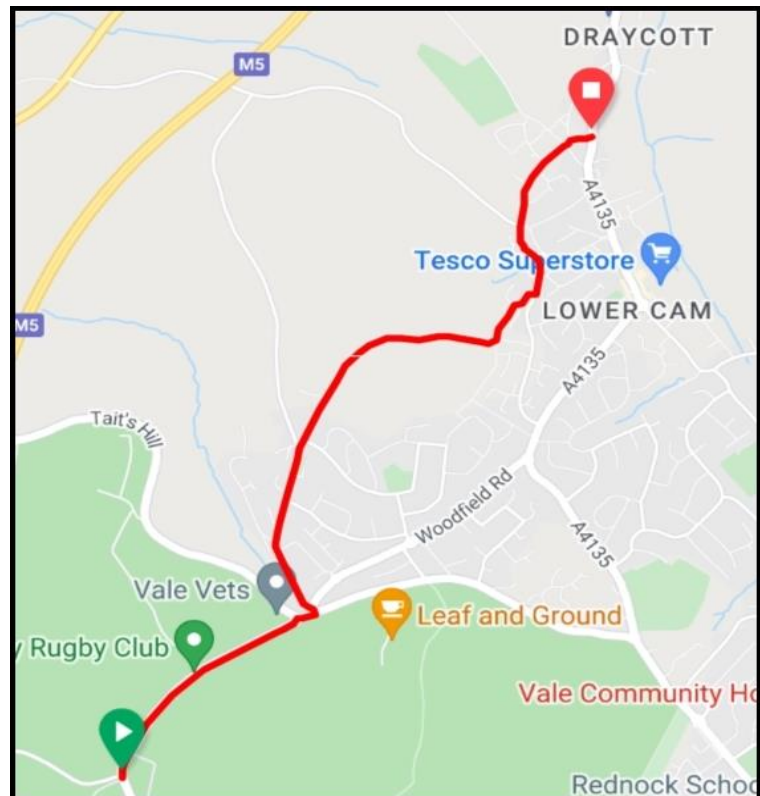 DRAYCOTT
M5
A4135
Tesco Superstore
LOWER CAM
M5
A4135
Tait's Hill
Woodfield Rd
A4135
Vale Vets
Leaf and Ground
y Rugby Club
Vale Community Ho
Rednock Schoo